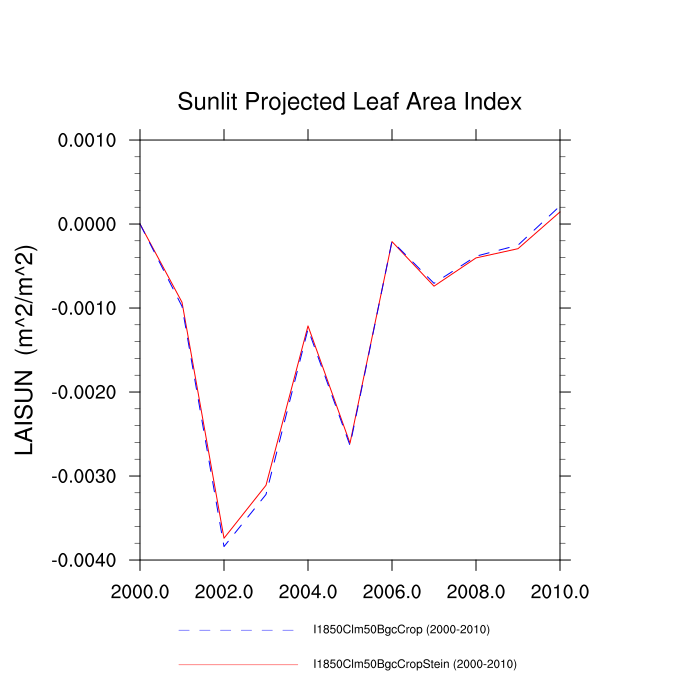 Sunlit Projected Leaf Area Index
0.0010
0.0000
-0.0010
-0.0020
-0.0030
-0.0040
LAISUN (m^2/m^2)
2000.0 2002.0 2004.0 2006.0 2008.0 2010.0
I1850Clm50BgcCrop (2000-2010)
I1850Clm50BgcCropStein (2000-2010)